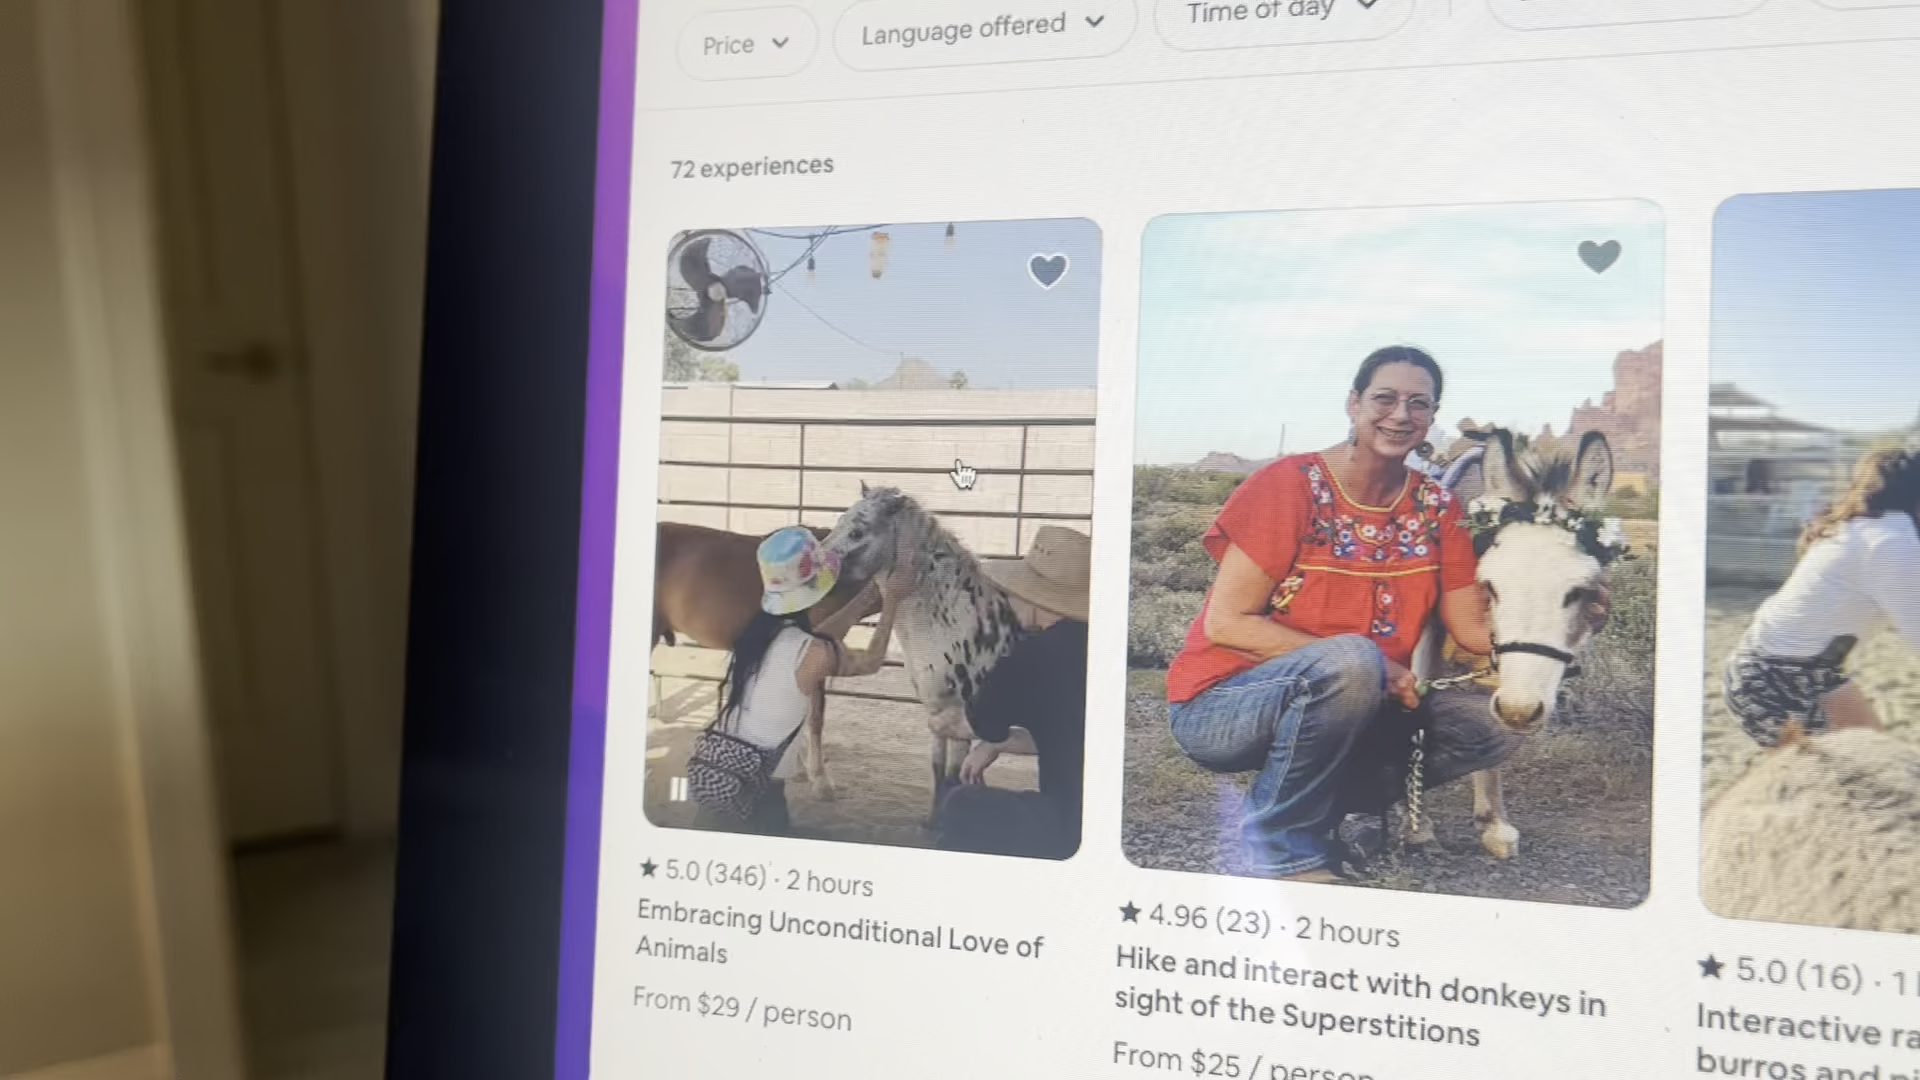 Price
Language offered
Time of day
72 experiences
★ 5.0 (346) · 2 hours
Embracing Unconditional Love of
Animals
From $29 / person
★ 4.96 (23) · 2 hours
Hike and interact with donkeys in
sight of the Superstitions
From $25 / person
★ 5.0 (16) · 1
Interactive
burros and